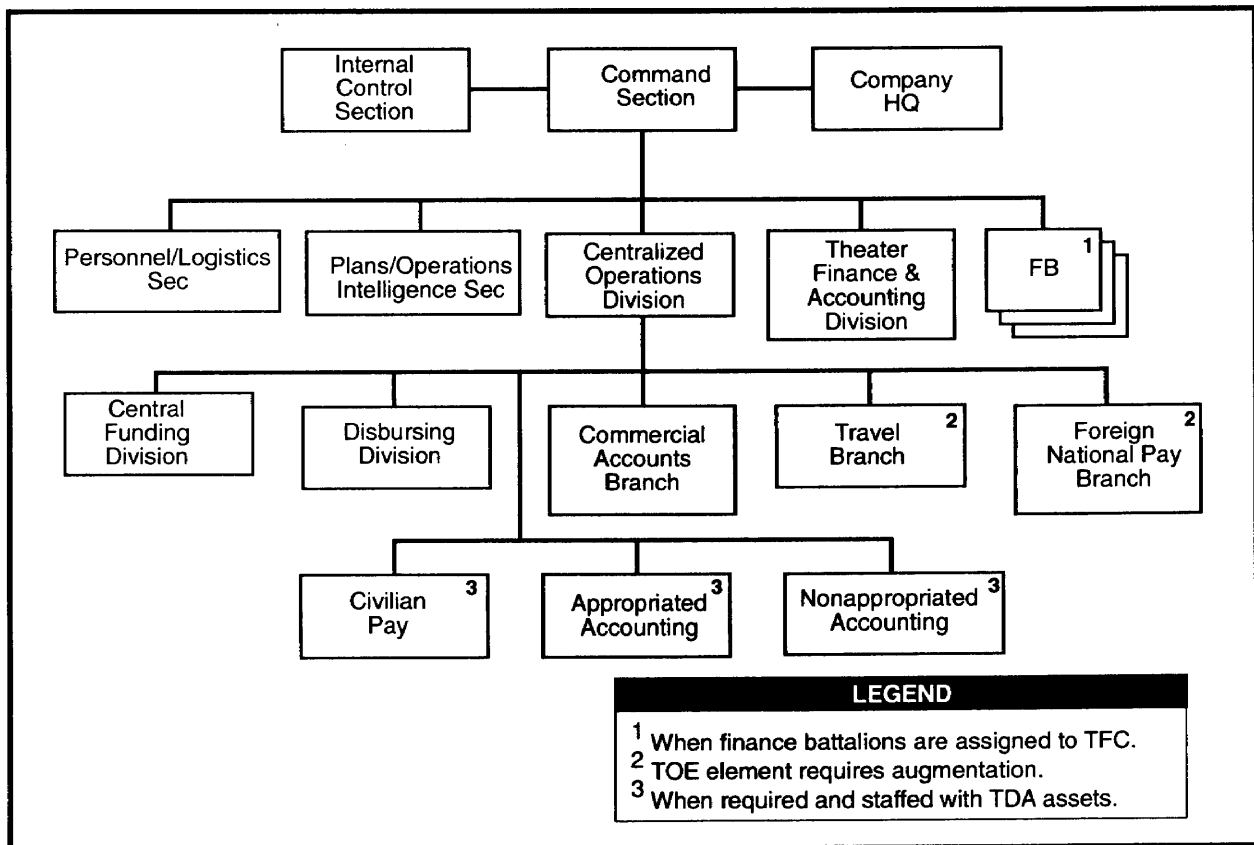 Internal
Control
Section
Command
Section
Company
HQ
Personnel/Logistics
Sec
Plans/Operations
Intelligence Sec
Centralized
Operations
Division
Theater
Finance &
Accounting
Division
FB 1
Central
Funding
Division
Disbursing
Division
Commercial
Accounts
Branch
Travel 2
Branch
Foreign 2
National Pay
Branch
Civilian 3
Pay
Appropriated 3
Accounting
Nonappropriated 3
Accounting
LEGEND
1 When finance battalions are assigned to TFC.
2 TOE element requires augmentation.
3 When required and staffed with TDA assets.